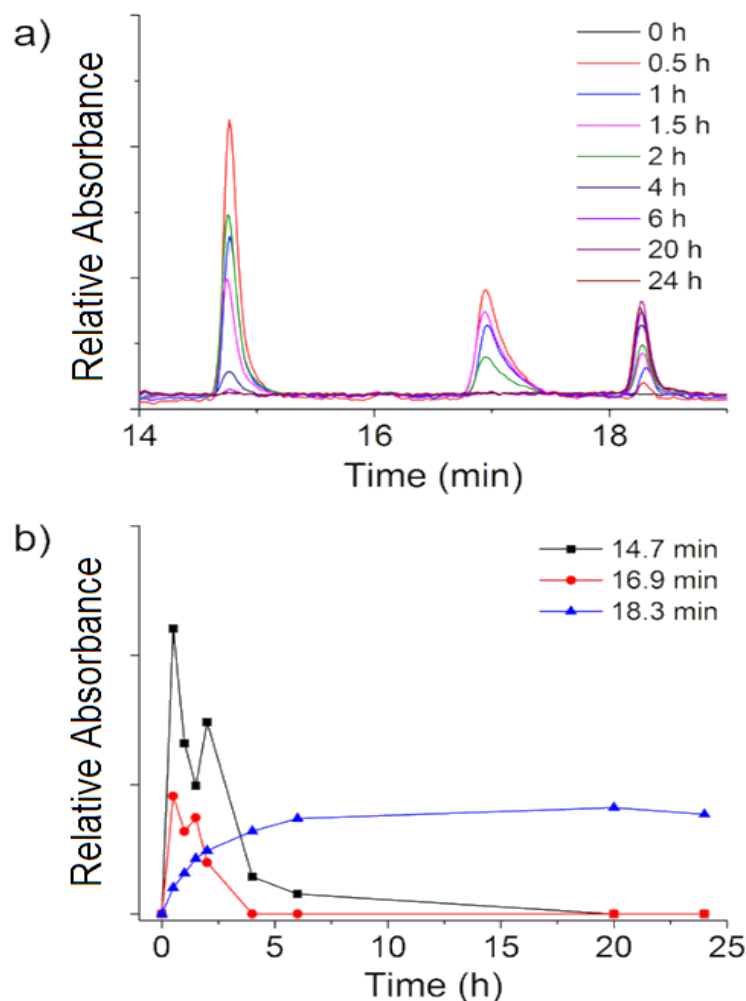 a)
Relative Absorbance
0 h
0.5 h
1 h
1.5 h
2 h
4 h
6 h
20 h
24 h
14 16 18
Time (min)
b)
Relative Absorbance
14.7 min
16.9 min
18.3 min
0 5 10 15 20 25
Time (h)